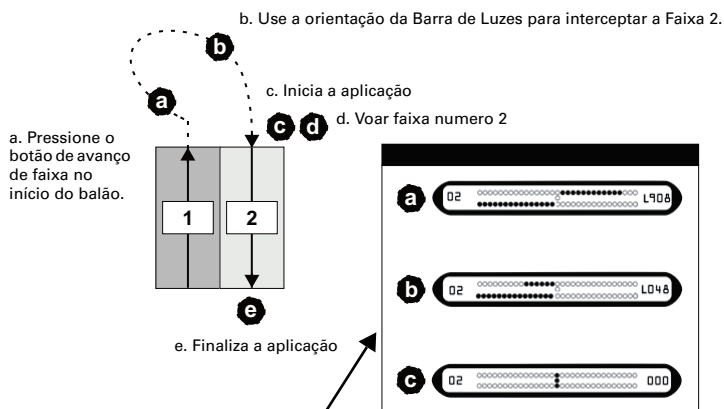 b. Use a orientação da Barra de Luzes para interceptar a Faixa 2.
b
a
c. Inicia a aplicação
c d
d. Voar faixa numero 2
a. Pressione o
botão de avanço
de faixa no
início do balão.
1
2
e
e. Finaliza a aplicação
a
02
L908
b
02
L048
c
02
000